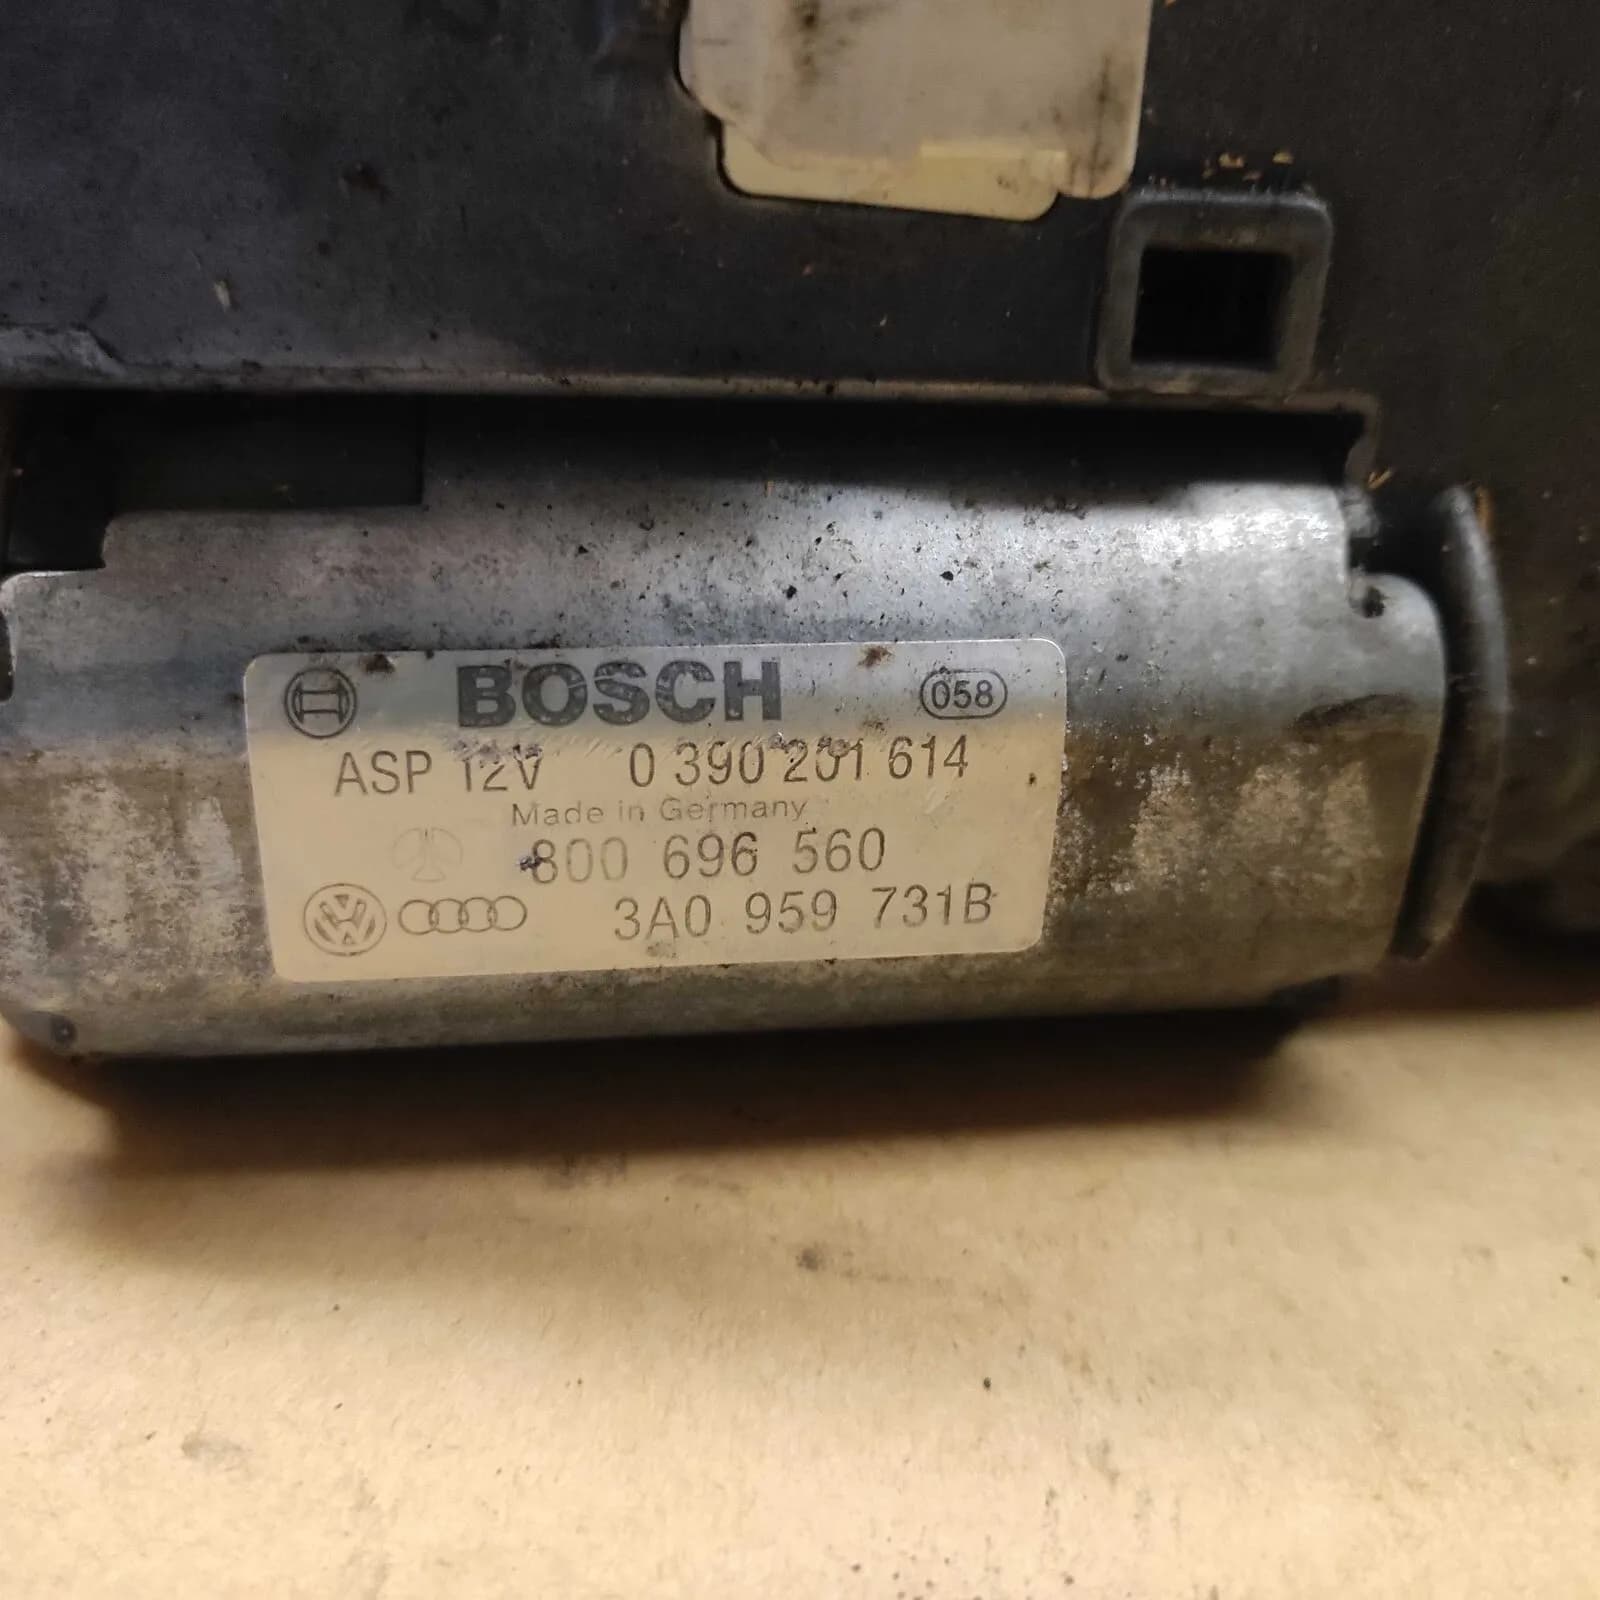 BOSCH 058
ASP 12V 0 390 201 614
Made in Germany
800 696 560
3A0 959 731B